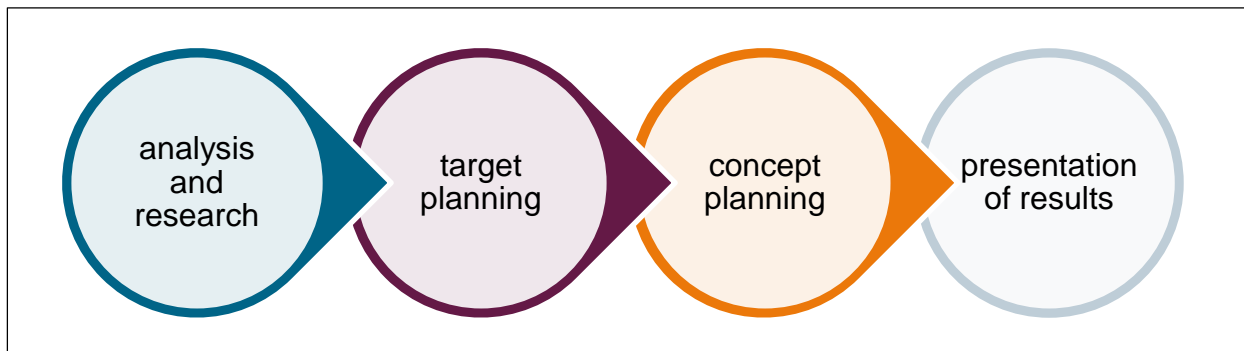 analysis
and
research
target
planning
concept
planning
presentation
of results